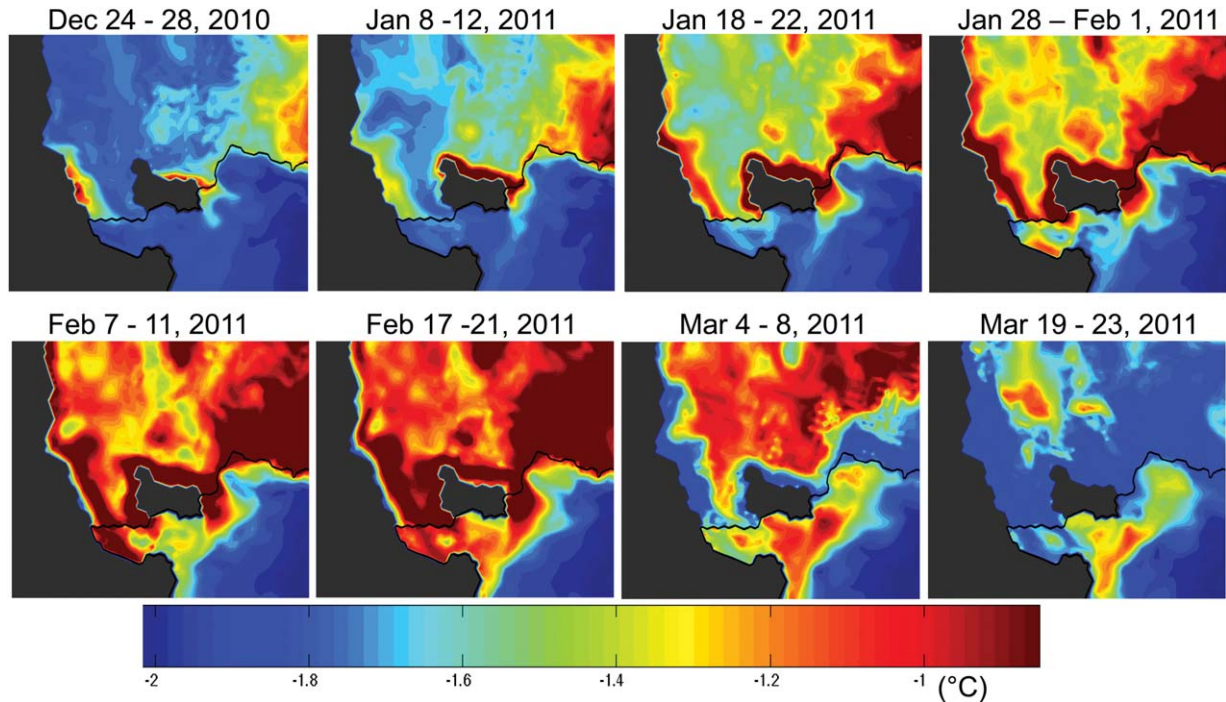 Dec 24 - 28, 2010 Jan 8 -12, 2011 Jan 18 - 22, 2011 Jan 28 – Feb 1, 2011
Feb 7 - 11, 2011 Feb 17 -21, 2011 Mar 4 - 8, 2011 Mar 19 - 23, 2011
-2 -1.8 -1.6 -1.4 -1.2 -1 (°C)